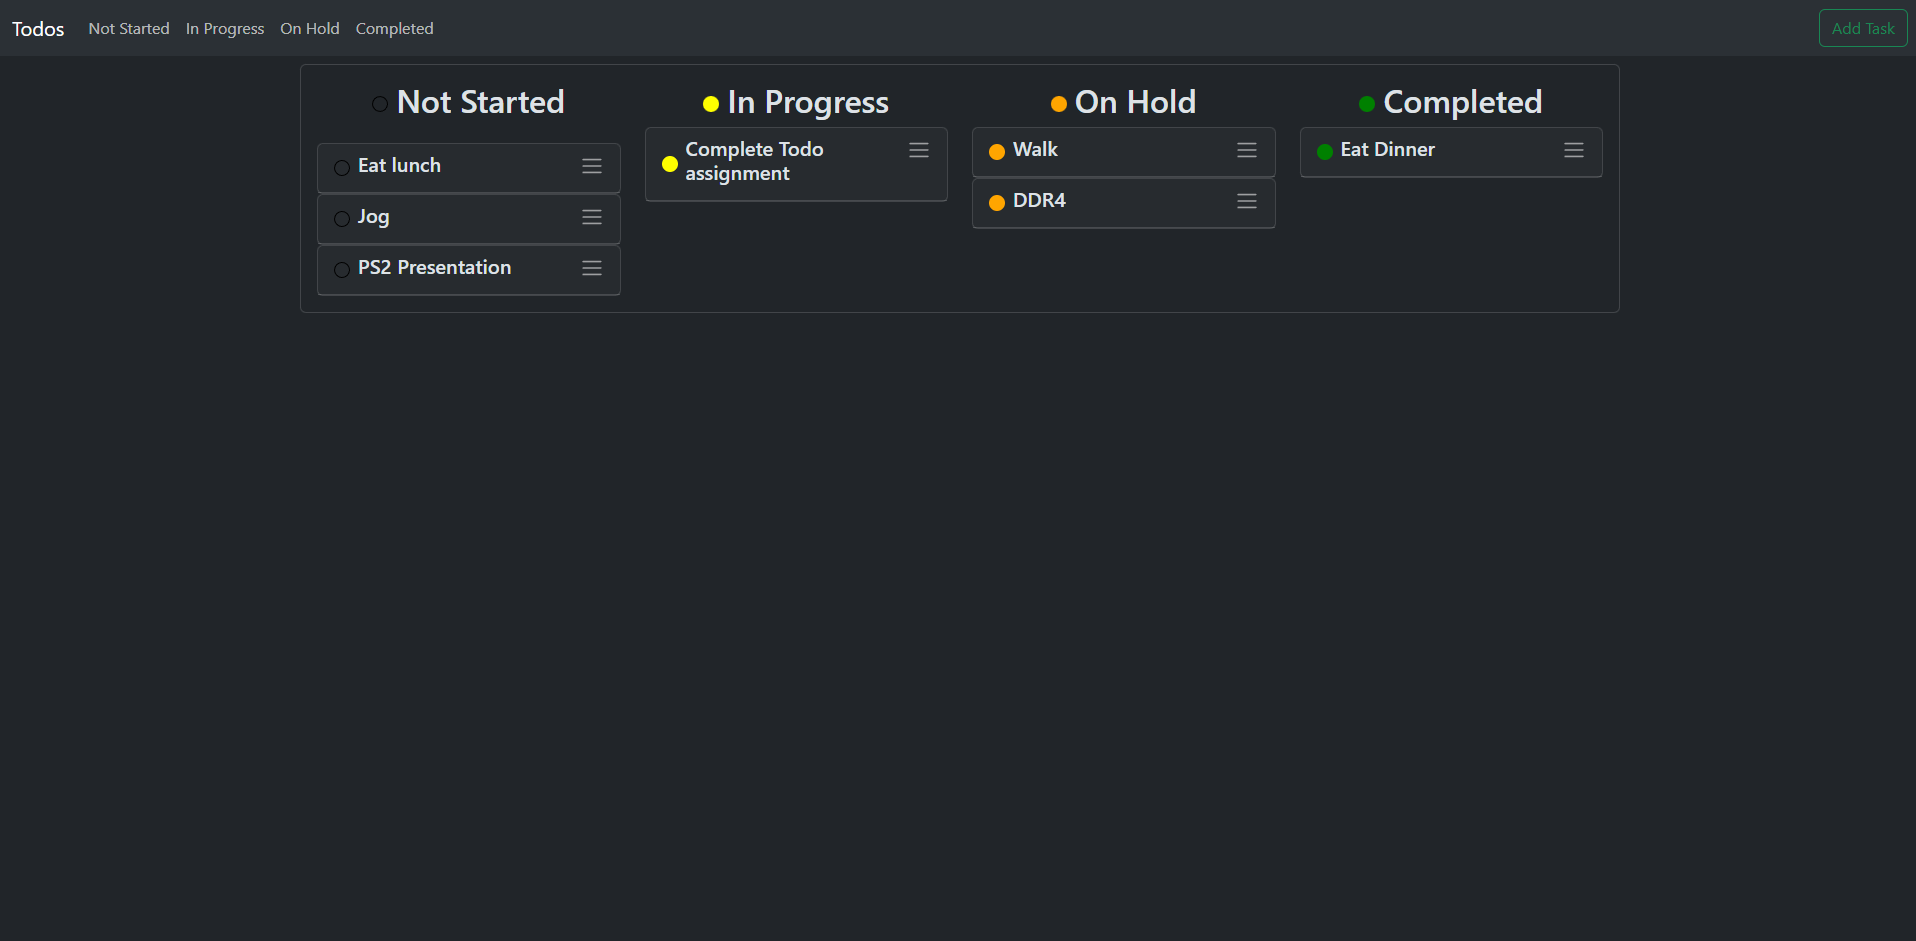 Todos Not Started In Progress On Hold Completed Add Task
Not Started
Eat lunch
Jog
PS2 Presentation
In Progress
Complete Todo
assignment
On Hold
Walk
DDR4
Completed
Eat Dinner